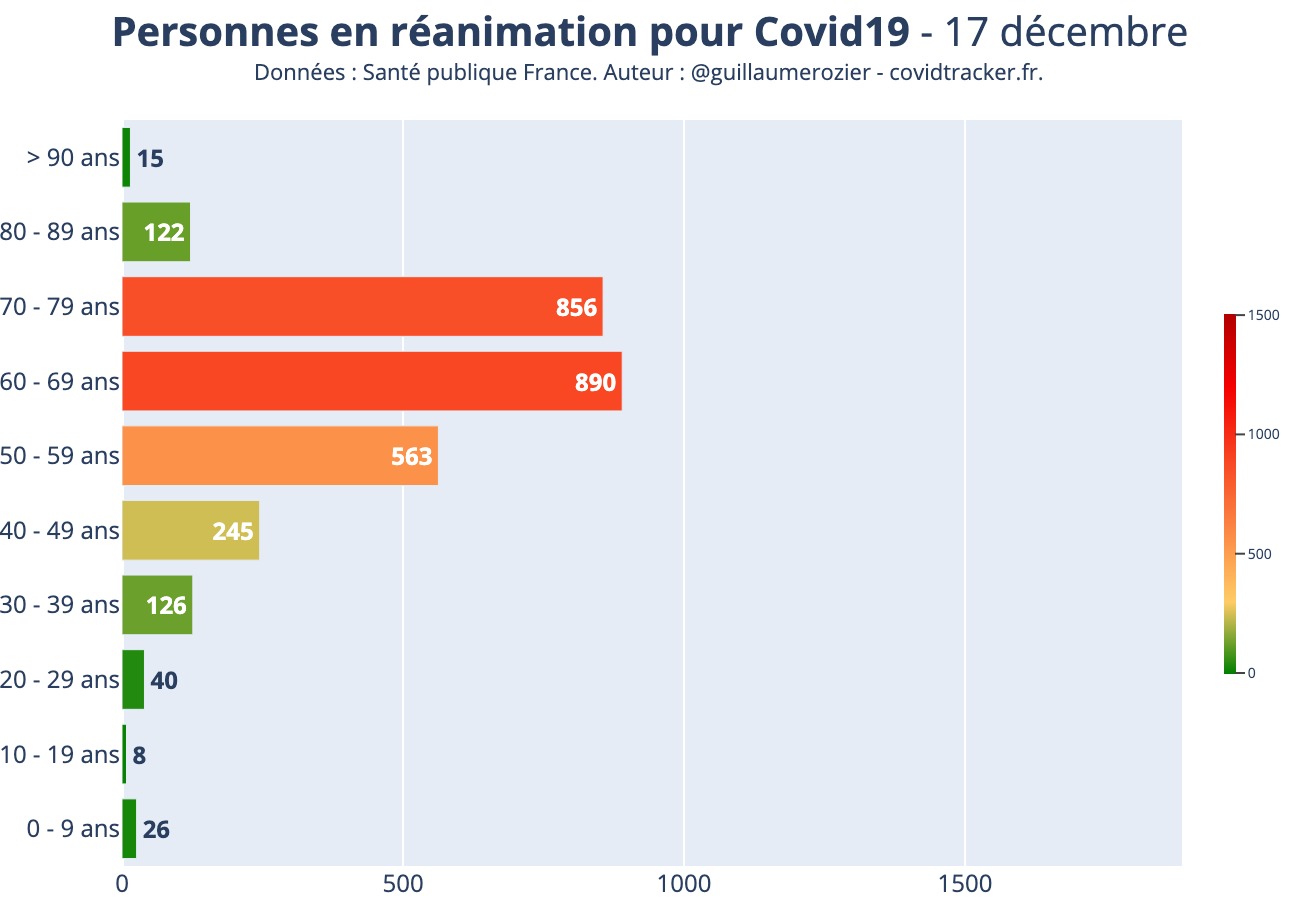 Personnes en réanimation pour Covid19 - 17 décembre
Données : Santé publique France. Auteur : @guillaumerozier - covidtracker.fr.
> 90 ans 15
80 - 89 ans 122
70 - 79 ans 856
60 - 69 ans 890
50 - 59 ans 563
40 - 49 ans 245
30 - 39 ans 126
20 - 29 ans 40
10 - 19 ans 8
0 - 9 ans 26
0 500 1000 1500
1500
1000
500
0